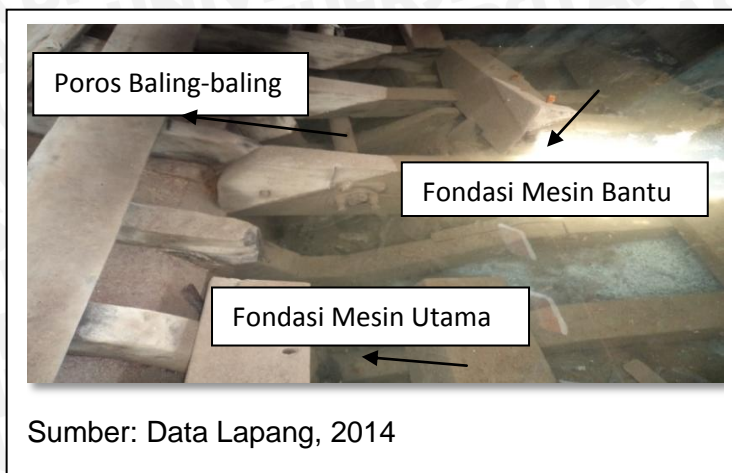 Poros Baling-baling
Fondasi Mesin Bantu
Fondasi Mesin Utama
Sumber: Data Lapang, 2014